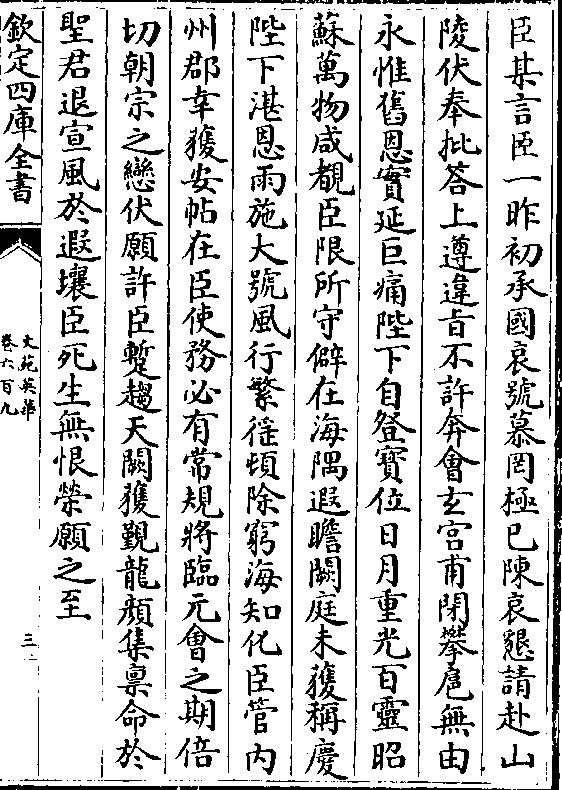 臣某言臣一昨初承國哀號慕罔極已陳哀懇請赴山
陵伏奉批答上遵違旨不許奔會玄宮甫閉攀扈無由
永惟舊恩實延巨痛陛下自登寶位日月重光百靈昭
蘇萬物咸覩臣限所守僻在海隅遐瞻闕庭未獲稱慶
陛下湛恩雨施大號風行繁徭頓除窮海知化臣管内
州郡幸獲安帖在臣使務必有常規將臨元會之期倍
切朝宗之戀伏願許臣蹔趨天闕獲覲龍顔集禀命於
聖君退宣風於遐壤臣死生無恨榮願之至
欽定四庫全書
文苑英華
卷六百九
三